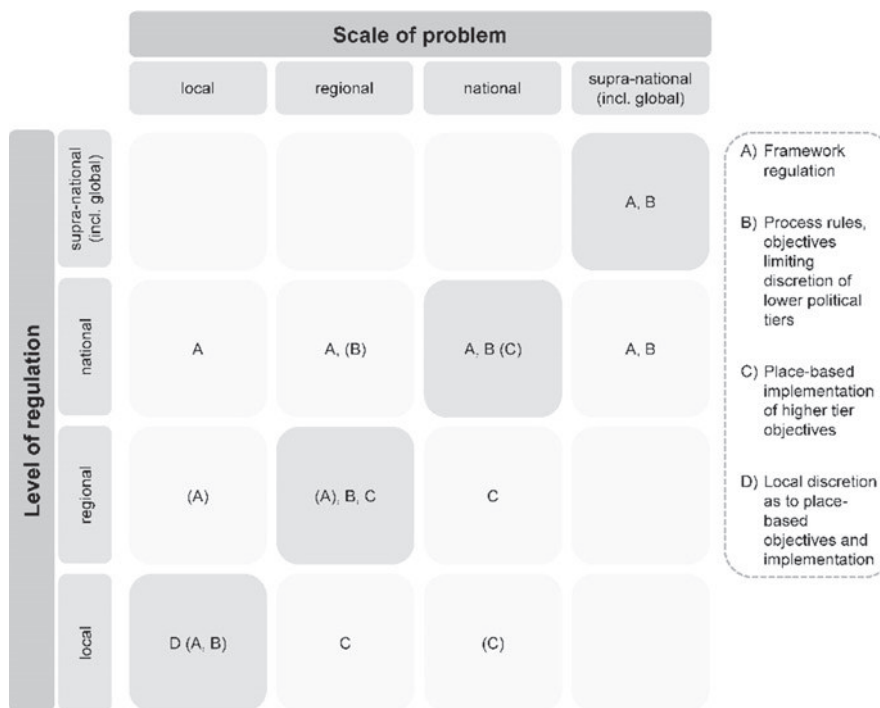 Scale of problem
local
regional
national
supra-national
(incl. global)
Level of regulation
supra-national
(incl. global)
A, B
national
A
A, (B)
A, B (C)
A, B
regional
(A)
(A), B, C
C
local
D (A, B)
C
(C)
A) Framework
regulation
B) Process rules,
objectives
limiting
discretion of
lower political
tiers
C) Place-based
implementation
of higher tier
objectives
D) Local discretion
as to place-
based
objectives and
implementation